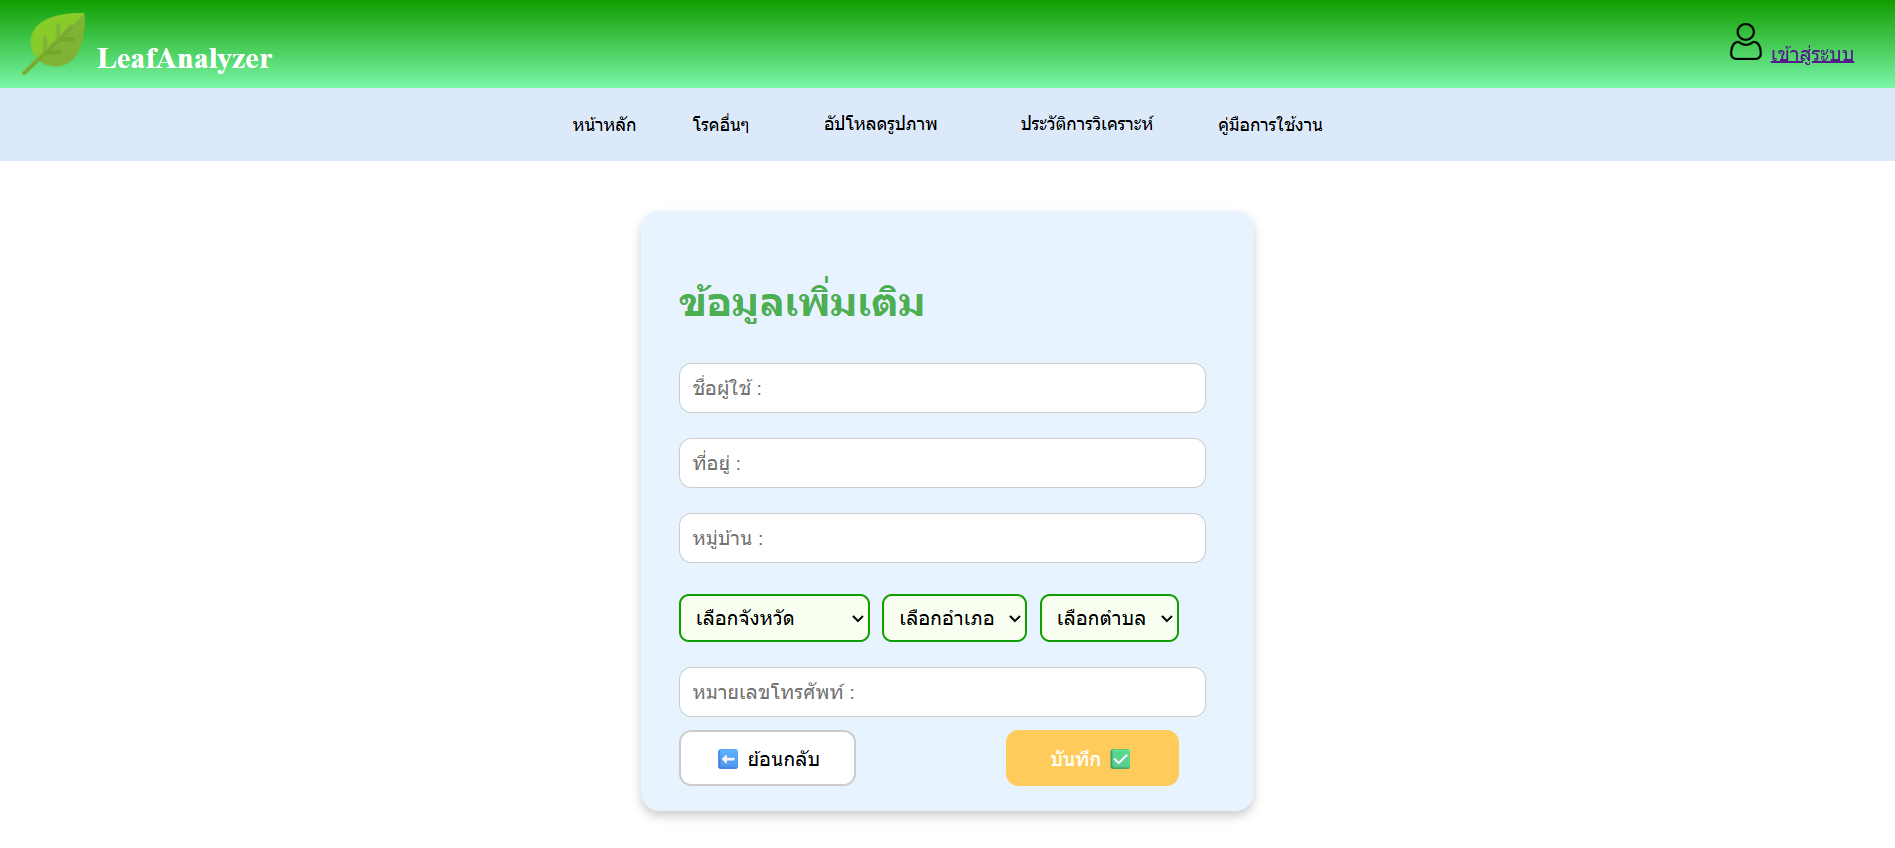 LeafAnalyzer
เข้าสู่ระบบ
หน้าหลัก โรคอื่นๆ อัปโหลดรูปภาพ ประวัติการวิเคราะห์ คู่มือการใช้งาน
ข้อมูลเพิ่มเติม
ชื่อผู้ใช้ :
ที่อยู่ :
หมู่บ้าน :
เลือกจังหวัด เลือกอำเภอ เลือกตำบล
หมายเลขโทรศัพท์ :
ย้อนกลับ บันทึก